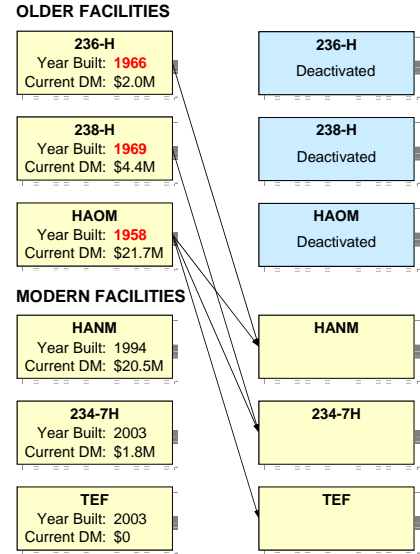 OLDER FACILITIES
236-H
Year Built: 1966
Current DM: $2.0M
236-H
Deactivated
238-H
Year Built: 1969
Current DM: $4.4M
238-H
Deactivated
HAOM
Year Built: 1958
Current DM: $21.7M
HAOM
Deactivated
MODERN FACILITIES
HANM
Year Built: 1994
Current DM: $20.5M
HANM
234-7H
Year Built: 2003
Current DM: $1.8M
234-7H
TEF
Year Built: 2003
Current DM: $0
TEF